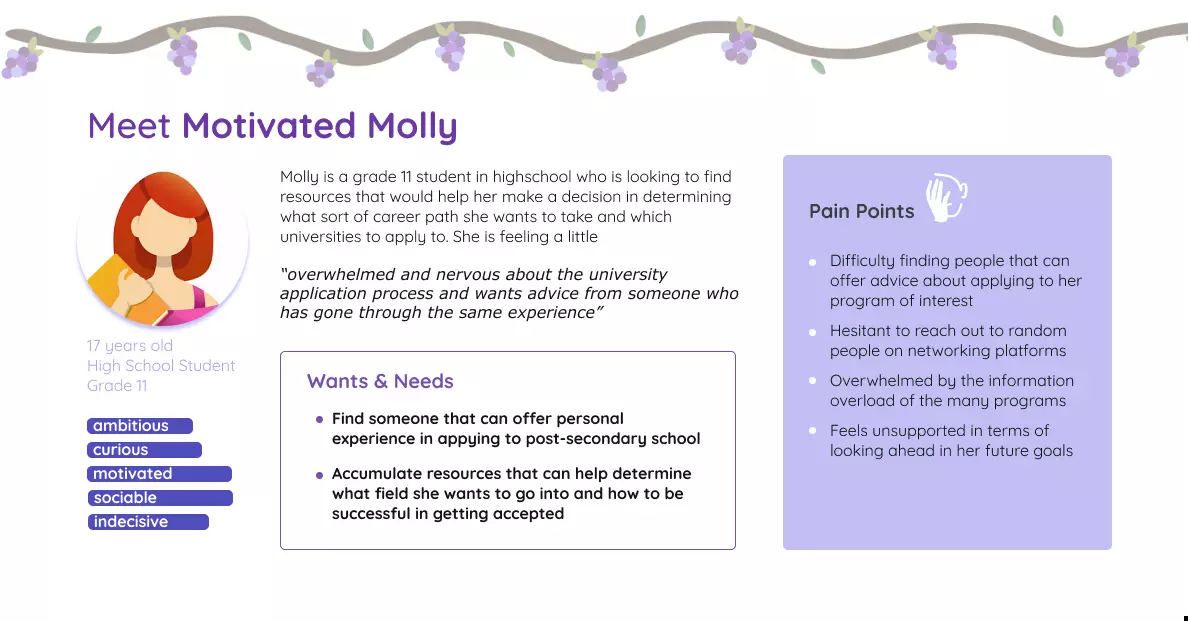 Meet Motivated Molly
Molly is a grade 11 student in highschool who is looking to find
resources that would help her make a decision in determining
what sort of career path she wants to take and which
universities to apply to. She is feeling a little
“overwhelmed and nervous about the university
application process and wants advice from someone who
has gone through the same experience”
17 years old
High School Student
Grade 11
ambitious
curious
motivated
sociable
indecisive
Wants & Needs
Find someone that can offer personal
experience in appying to post-secondary school
Accumulate resources that can help determine
what field she wants to go into and how to be
successful in getting accepted
Pain Points
Difficulty finding people that can
offer advice about applying to her
program of interest
Hesitant to reach out to random
people on networking platforms
Overwhelmed by the information
overload of the many programs
Feels unsupported in terms of
looking ahead in her future goals